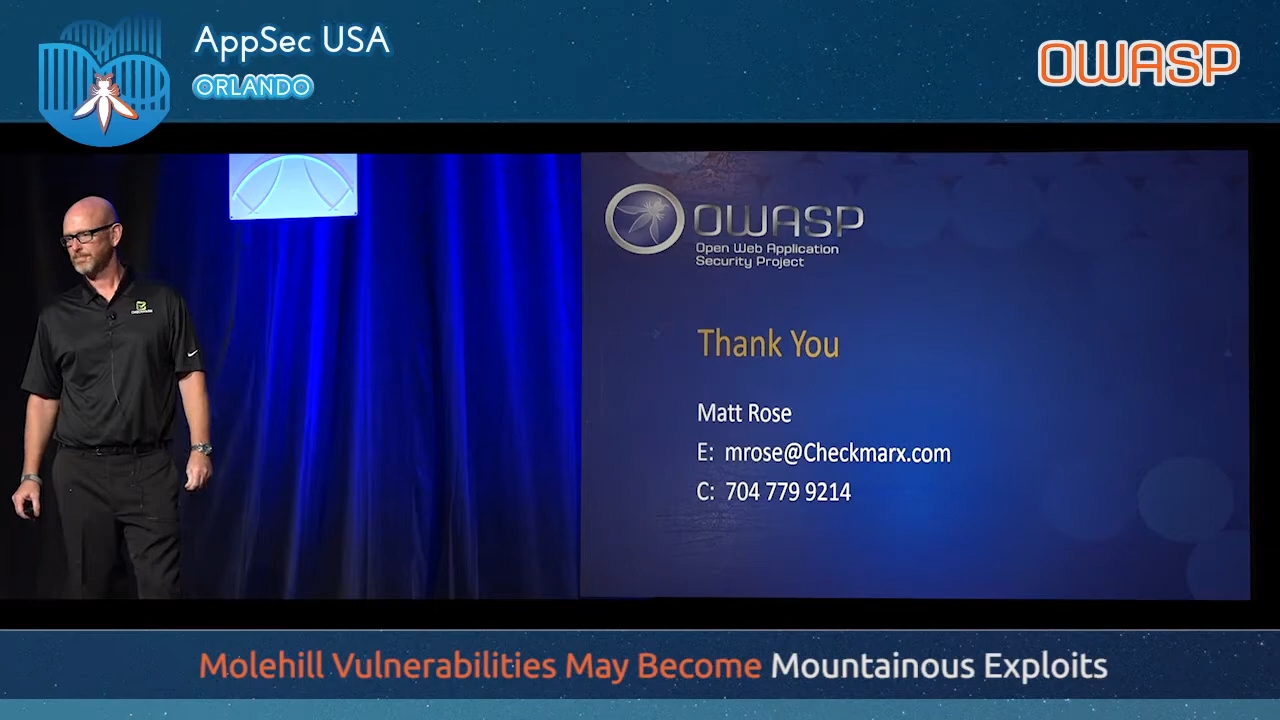 AppSec USA
ORLANDO
OWASP
OWASP
Open Web Application
Security Project
Thank You
Matt Rose
E: mrose@Checkmarx.com
C: 704 779 9214
Molehill Vulnerabilities May Become Mountainous Exploits